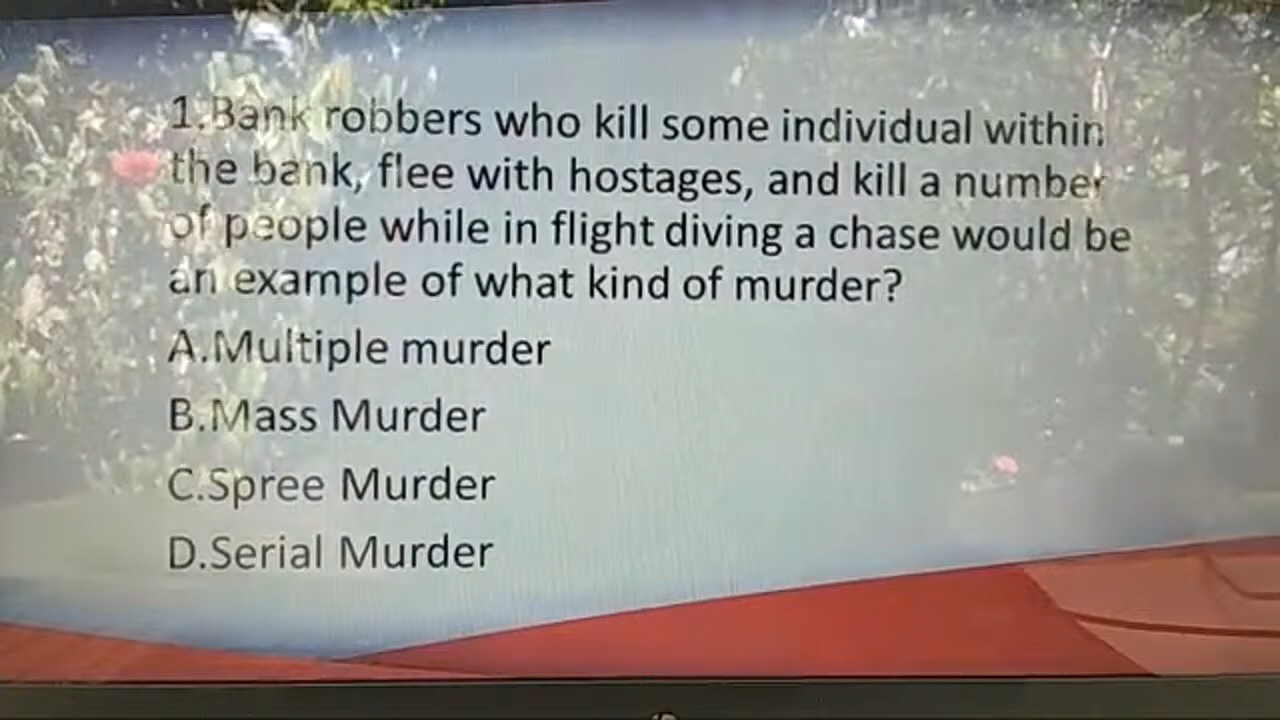 1.Bank robbers who kill some individual within
the bank, flee with hostages, and kill a number
of people while in flight diving a chase would be
an example of what kind of murder?
A.Multiple murder
B.Mass Murder
C.Spree Murder
D.Serial Murder